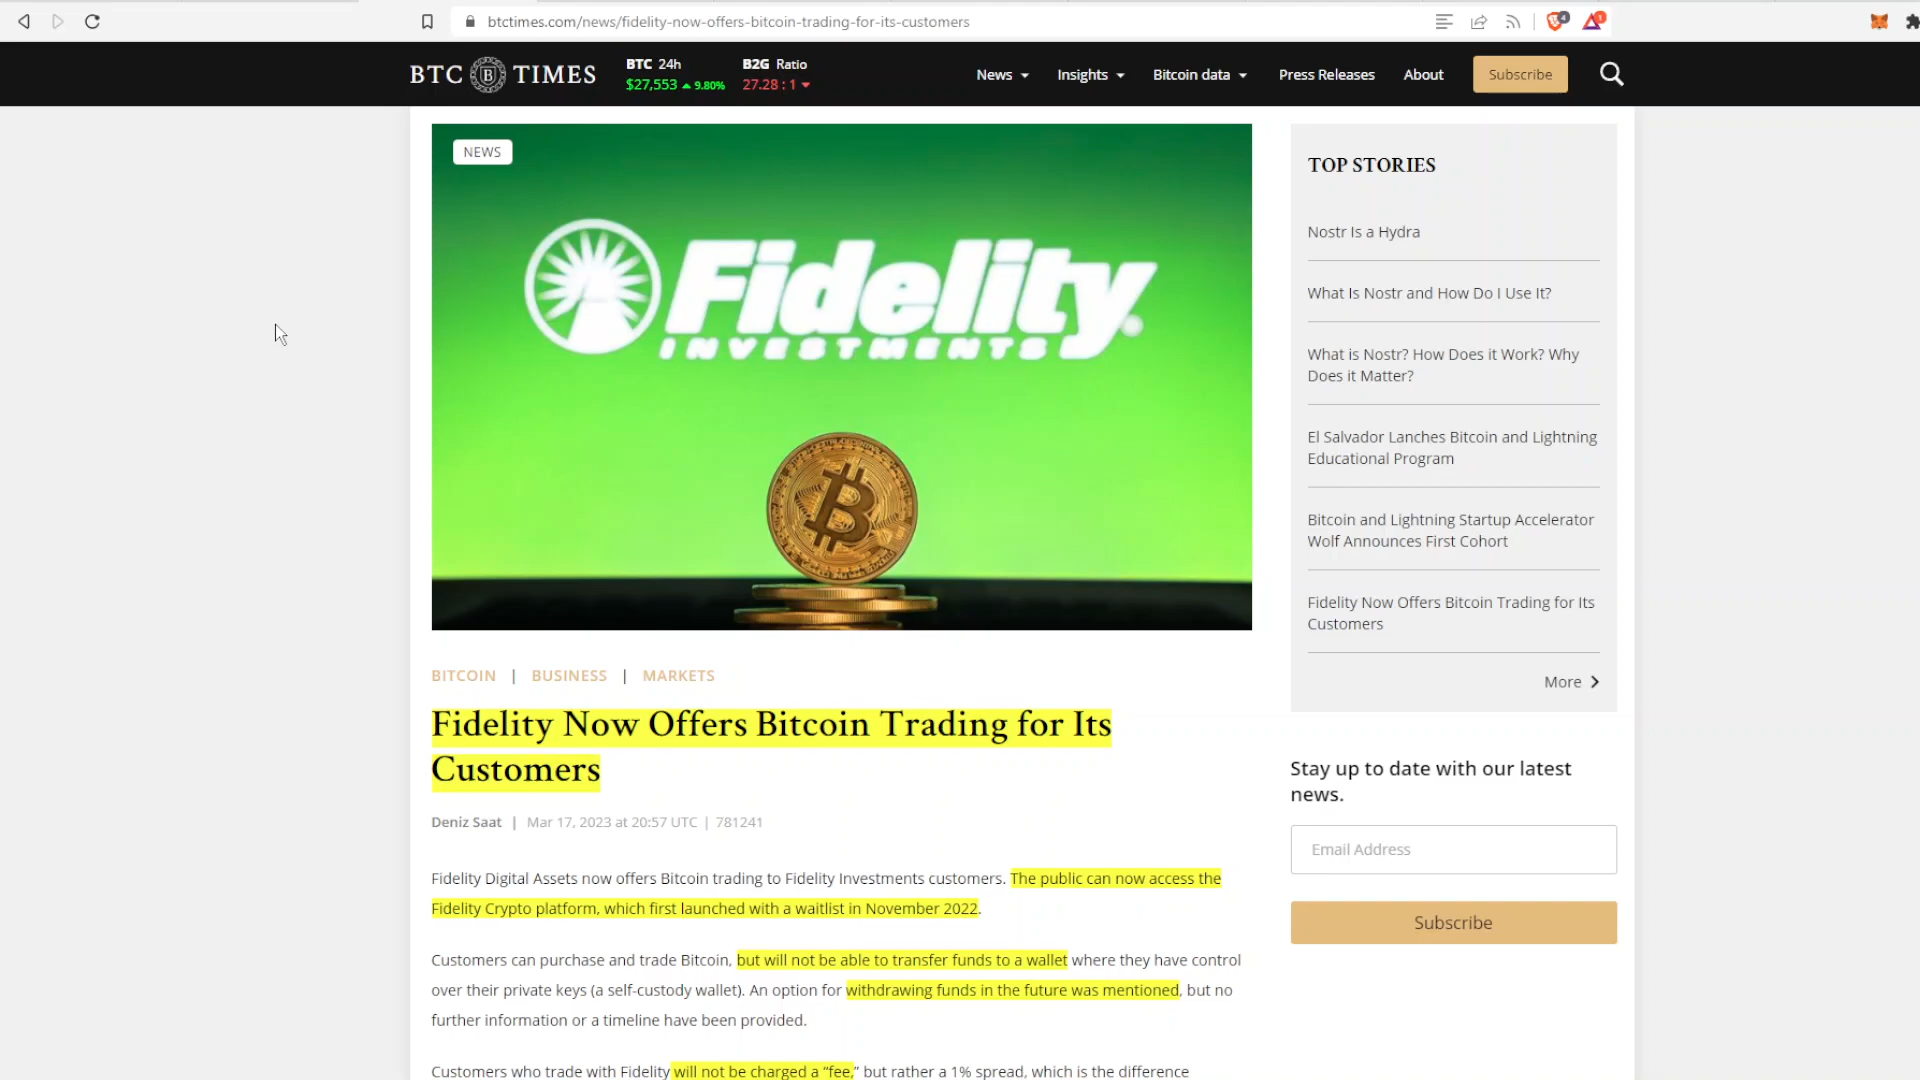 btctimes.com/news/fidelity-now-offers-bitcoin-trading-for-its-customers
4
1
BTC B TIMES
BTC 24h
$27,553 9.80%
B2G Ratio
27.28 : 1
News
Insights
Bitcoin data
Press Releases
About
Subscribe
NEWS
Fidelity
INVESTMENTS
BITCOIN | BUSINESS | MARKETS
Fidelity Now Offers Bitcoin Trading for Its
Customers
Deniz Saat | Mar 17, 2023 at 20:57 UTC | 781241
Fidelity Digital Assets now offers Bitcoin trading to Fidelity Investments customers. The public can now access the
Fidelity Crypto platform, which first launched with a waitlist in November 2022.
Customers can purchase and trade Bitcoin, but will not be able to transfer funds to a wallet where they have control
over their private keys (a self-custody wallet). An option for withdrawing funds in the future was mentioned, but no
further information or a timeline have been provided.
Customers who trade with Fidelity will not be charged a “fee,” but rather a 1% spread, which is the difference
TOP STORIES
Nostr Is a Hydra
What Is Nostr and How Do I Use It?
What is Nostr? How Does it Work? Why
Does it Matter?
El Salvador Lanches Bitcoin and Lightning
Educational Program
Bitcoin and Lightning Startup Accelerator
Wolf Announces First Cohort
Fidelity Now Offers Bitcoin Trading for Its
Customers
More
Stay up to date with our latest
news.
Email Address
Subscribe